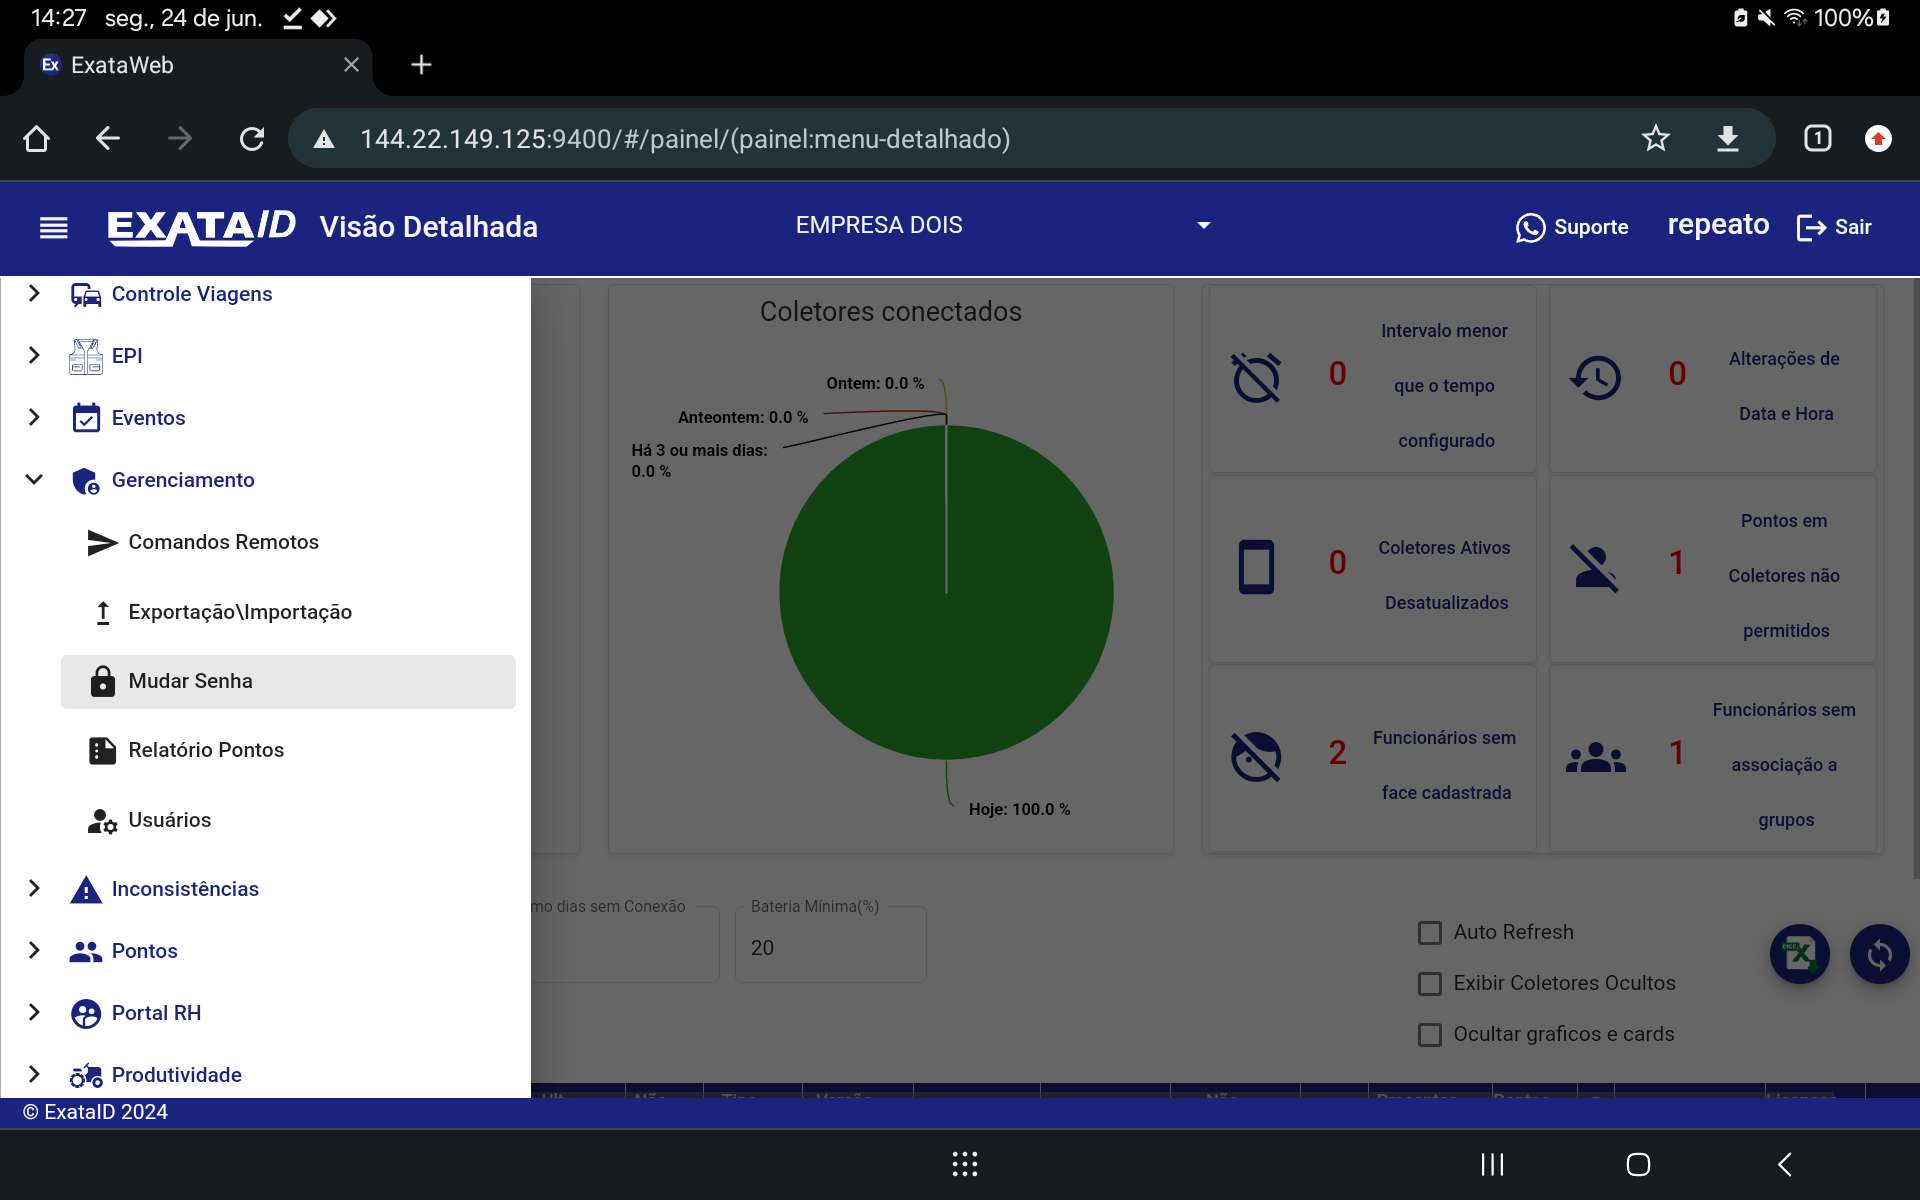 14:27 seg., 24 de jun. 100%
Ex ExataWeb
144.22.149.125:9400/#/painel/(painel:menu-detalhado) 1
EXATAID Visão Detalhada EMPRESA DOIS Suporte repeato Sair
Controle Viagens
EPI
Eventos
Gerenciamento
Comandos Remotos
Exportação\Importação
Mudar Senha
Relatório Pontos
Usuários
Inconsistências
Pontos
Portal RH
Produtividade
Coletores conectados
Ontem: 0.0 %
Anteontem: 0.0 %
Há 3 ou mais dias:
0.0 %
Hoje: 100.0 %
0 Intervalo menor
que o tempo
configurado
0 Alterações de
Data e Hora
0 Coletores Ativos
Desatualizados
1 Pontos em
Coletores não
permitidos
2 Funcionários sem
face cadastrada
1 Funcionários sem
associação a
grupos
mo dias sem Conexão
Bateria Mínima(%)
20
Auto Refresh
Exibir Coletores Ocultos
Ocultar graficos e cards
© ExataID 2024